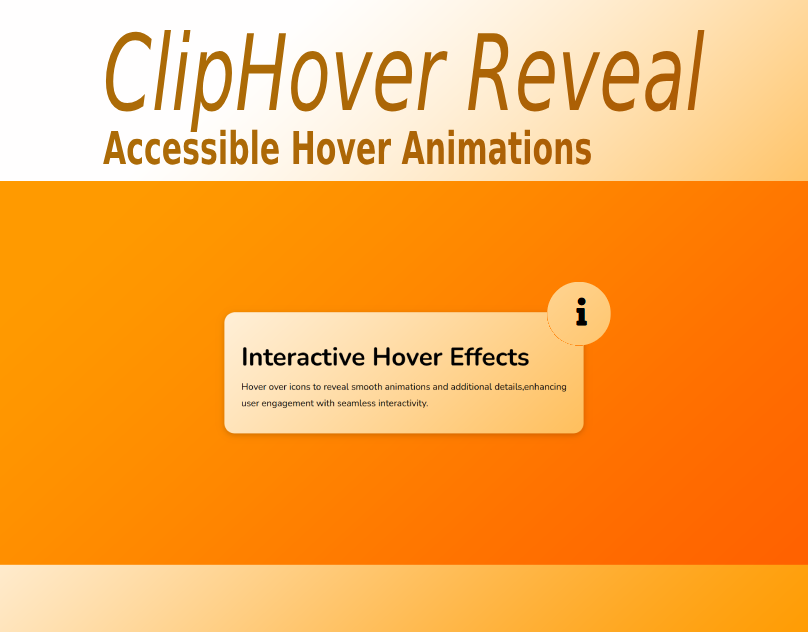 ClipHover Reveal
Accessible Hover Animations
Interactive Hover Effects
Hover over icons to reveal smooth animations and additional details,enhancing
user engagement with seamless interactivity.